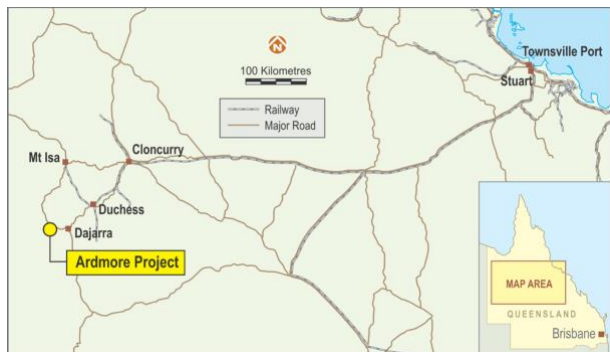 Townsville Port
Stuart
N
100 Kilometres
Railway
Major Road
Cloncurry
Mt Isa
Duchess
Dajarra
Ardmore Project
MAP AREA
QUEENSLAND
Brisbane